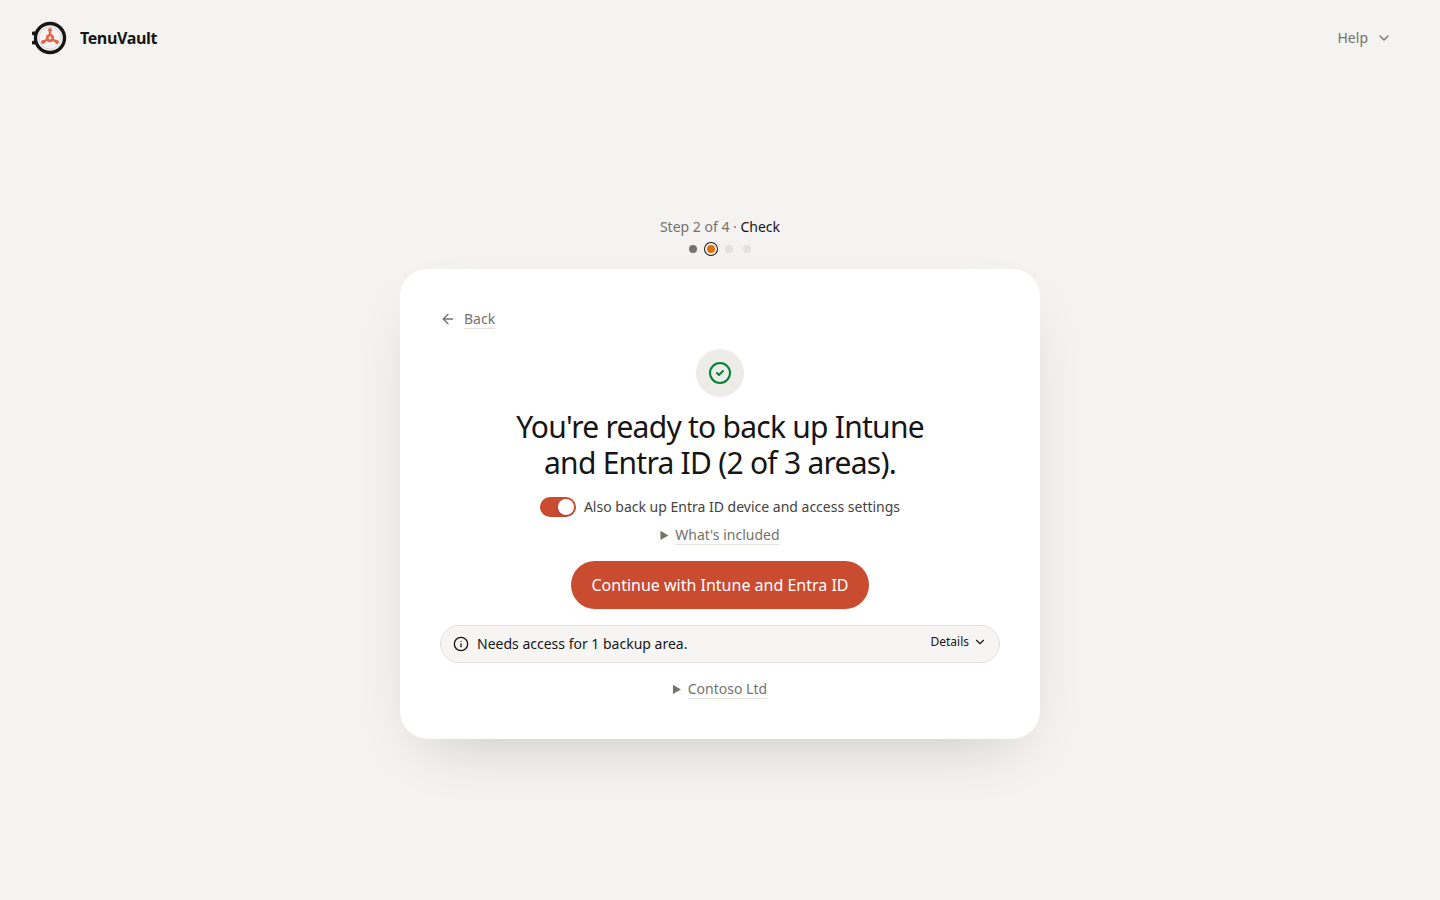 TenuVault
Help
Step 2 of 4 · Check
Back
You're ready to back up Intune
and Entra ID (2 of 3 areas).
Also back up Entra ID device and access settings
What's included
Continue with Intune and Entra ID
Needs access for 1 backup area.
Details
Contoso Ltd